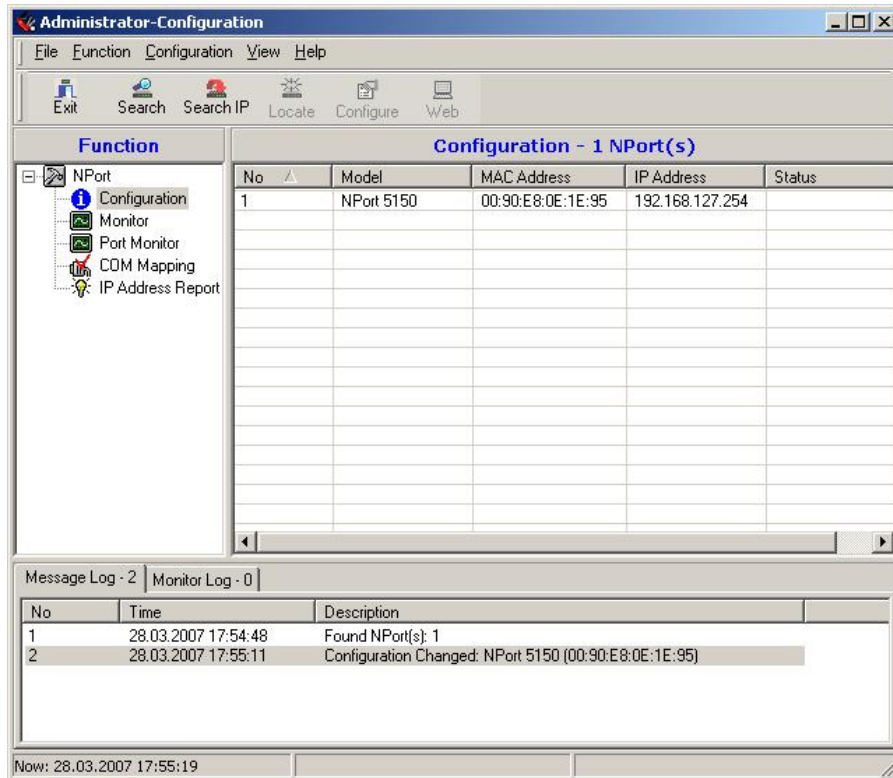 Administrator-Configuration
File Function Configuration View Help
Exit Search Search IP Locate Configure Web
Function
Configuration - 1 NPort(s)
NPort
Configuration
Monitor
Port Monitor
COM Mapping
IP Address Report
No Model MAC Address IP Address Status
1 NPort 5150 00:90:E8:0E:1E:95 192.168.127.254
Message Log - 2 Monitor Log - 0
No Time Description
1 28.03.2007 17:54:48 Found NPort(s): 1
2 28.03.2007 17:55:11 Configuration Changed: NPort 5150 (00:90:E8:0E:1E:95)
Now: 28.03.2007 17:55:19